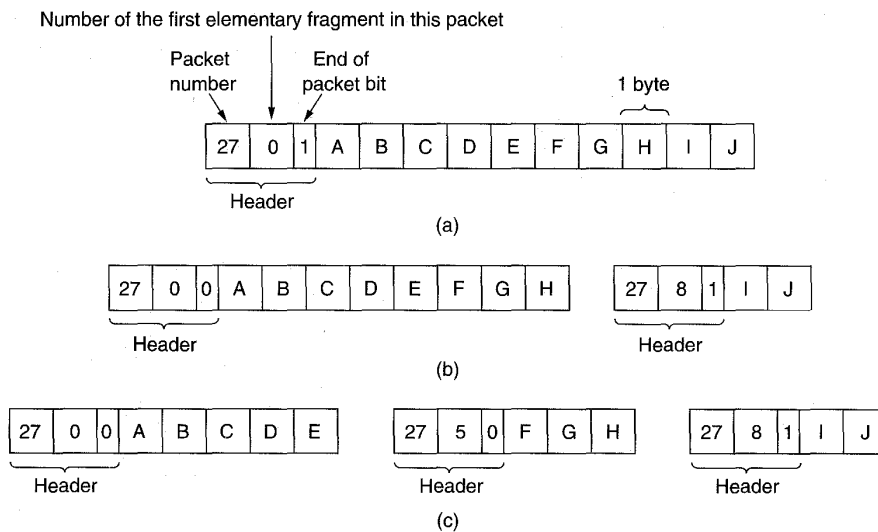 Number of the first elementary fragment in this packet
Packet number
End of packet bit
1 byte
27 0 1 A B C D E F G H I J
Header
(a)
27 0 0 A B C D E F G H
27 8 1 I J
Header
Header
(b)
27 0 0 A B C D E
27 5 0 F G H
27 8 1 I J
Header
Header
Header
(c)